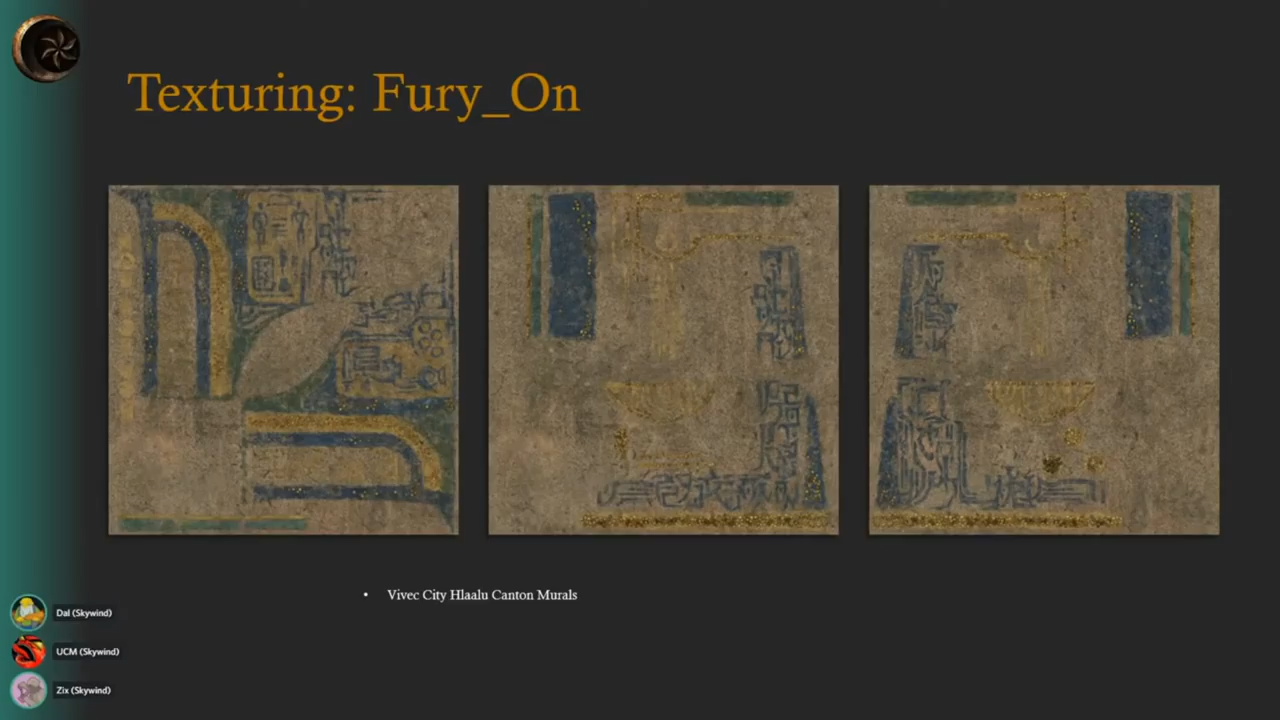 Texturing: Fury_On
• Vivec City Hlaalu Canton Murals
Dal (Skywind)
UCM (Skywind)
Zix (Skywind)